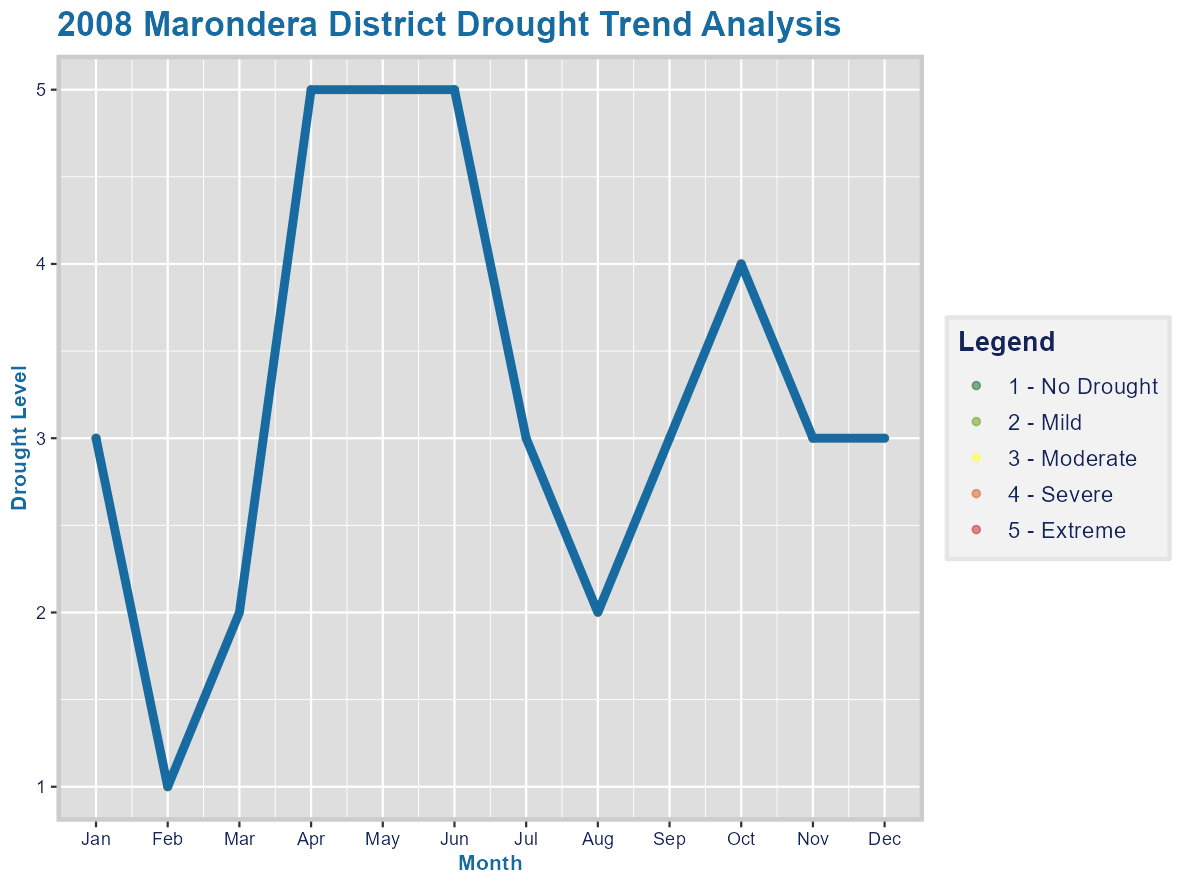 2008 Marondera District Drought Trend Analysis
Drought Level
5
4
3
2
1
Jan Feb Mar Apr May Jun Jul Aug Sep Oct Nov Dec
Month
Legend
1 - No Drought
2 - Mild
3 - Moderate
4 - Severe
5 - Extreme